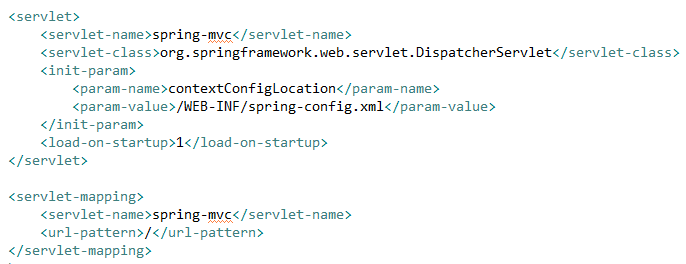 <servlet>
    <servlet-name>spring-mvc</servlet-name>
    <servlet-class>org.springframework.web.servlet.DispatcherServlet</servlet-class>
    <init-param>
        <param-name>contextConfigLocation</param-name>
        <param-value>/WEB-INF/spring-config.xml</param-value>
    </init-param>
    <load-on-startup>1</load-on-startup>
</servlet>

<servlet-mapping>
    <servlet-name>spring-mvc</servlet-name>
    <url-pattern>/</url-pattern>
</servlet-mapping>